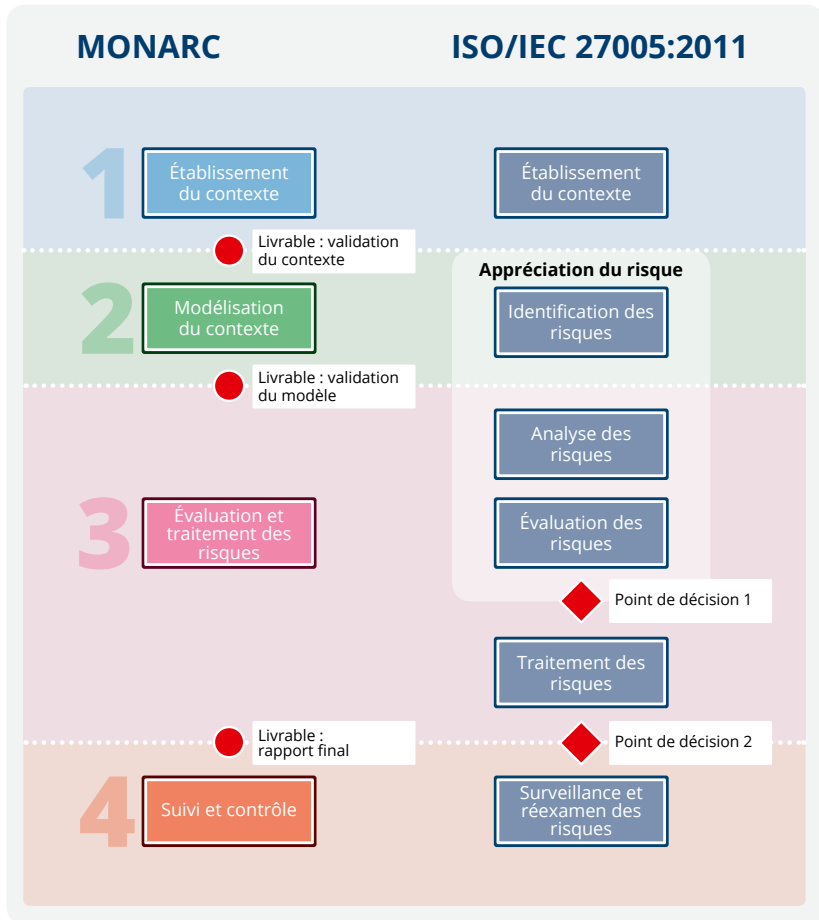 MONARC
ISO/IEC 27005:2011
1
Établissement
du contexte
Établissement
du contexte
Livrable : validation
du contexte
Appréciation du risque
2
Modélisation
du contexte
Identification des
risques
Livrable : validation
du modèle
Analyse des
risques
3
Évaluation et
traitement des
risques
Évaluation des
risques
Point de décision 1
Traitement des
risques
Livrable :
rapport final
Point de décision 2
4
Suivi et contrôle
Surveillance et
réexamen des
risques